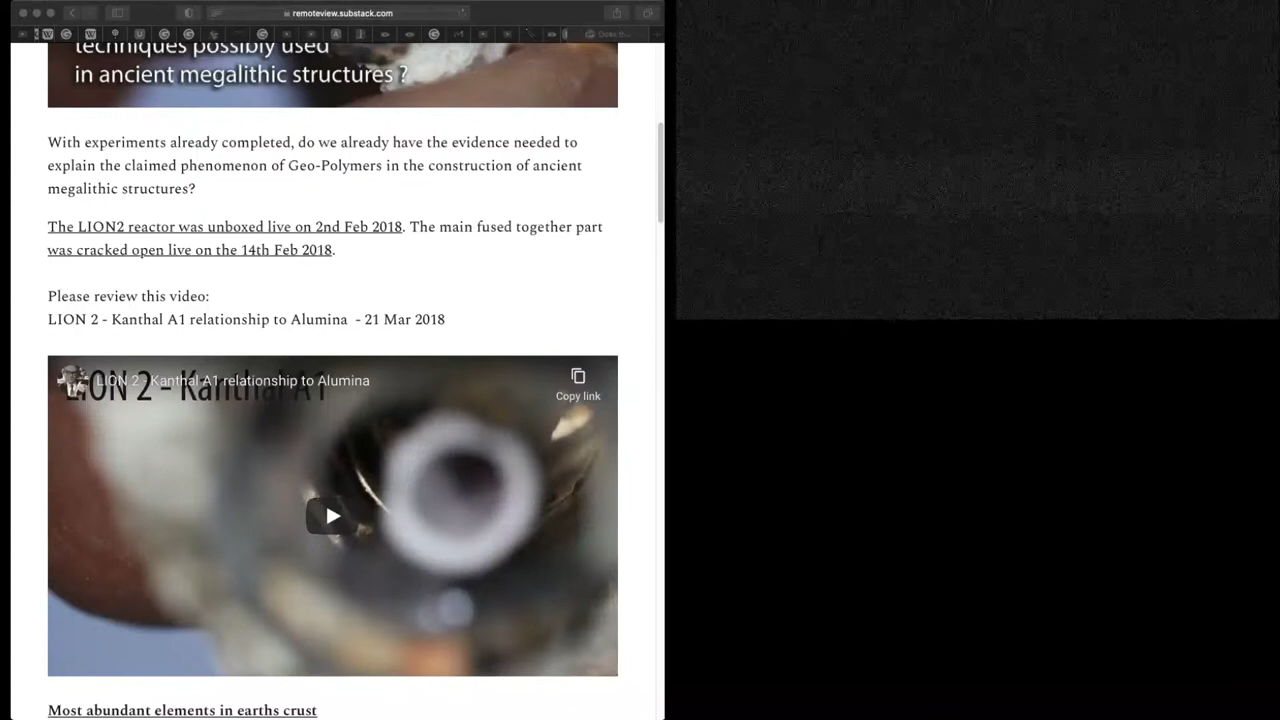 remoteview.substack.com
techniques possibly used
in ancient megalithic structures ?
With experiments already completed, do we already have the evidence needed to
explain the claimed phenomenon of Geo-Polymers in the construction of ancient
megalithic structures?
The LION2 reactor was unboxed live on 2nd Feb 2018. The main fused together part
was cracked open live on the 14th Feb 2018.
Please review this video:
LION 2 - Kanthal A1 relationship to Alumina - 21 Mar 2018
LION 2 - Kanthal A1 relationship to Alumina
LION 2 - Kanthal A1
Copy link
Most abundant elements in earths crust